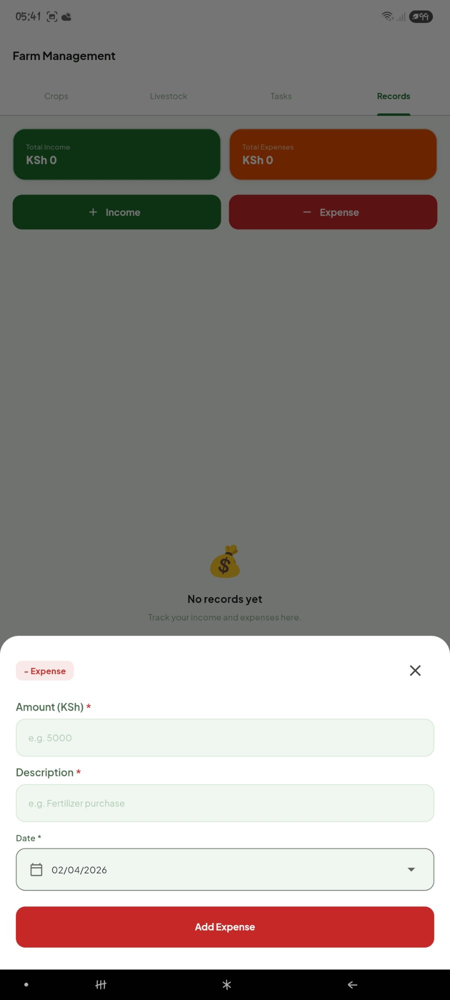 05:41
99
Farm Management
Crops Livestock Tasks Records
Total Income
KSh 0
Total Expenses
KSh 0
+ Income
− Expense
$
No records yet
Track your income and expenses here.
- Expense
Amount (KSh) *
e.g. 5000
Description *
e.g. Fertilizer purchase
Date *
02/04/2026
Add Expense